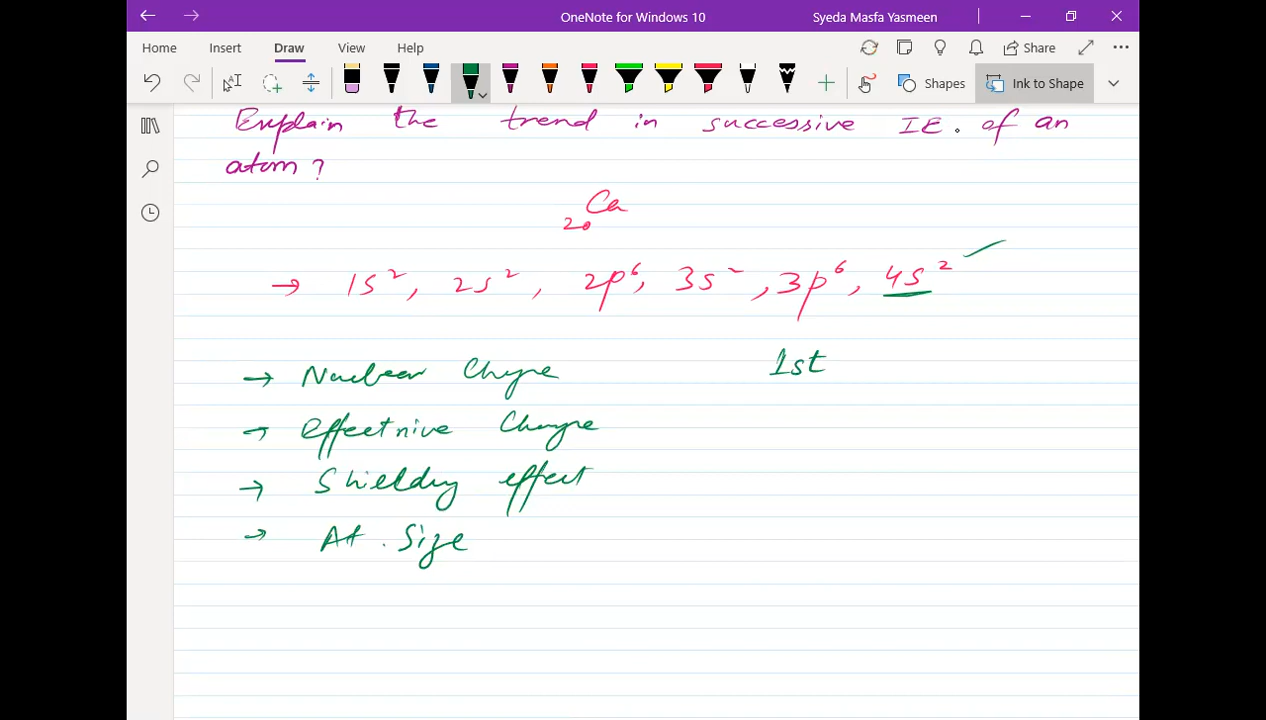 OneNote for Windows 10
Syeda Masfa Yasmeen
Home Insert Draw View Help Share
Shapes Ink to Shape
Explain the trend in successive IE. of an
atom?
₂₀Ca
→ 1s², 2s², 2p⁶, 3s², 3p⁶, 4s² ✓
→ Nuclear Charge
1st
→ Effective Charge
→ Shielding effect
→ At. Size